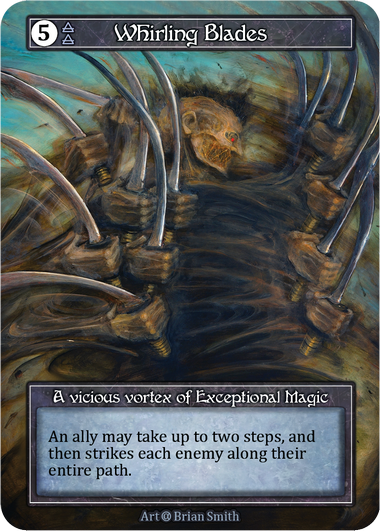 5
Whirling Blades
A vicious vortex of Exceptional Magic
An ally may take up to two steps, and
then strikes each enemy along their
entire path.
Art @ Brian Smith